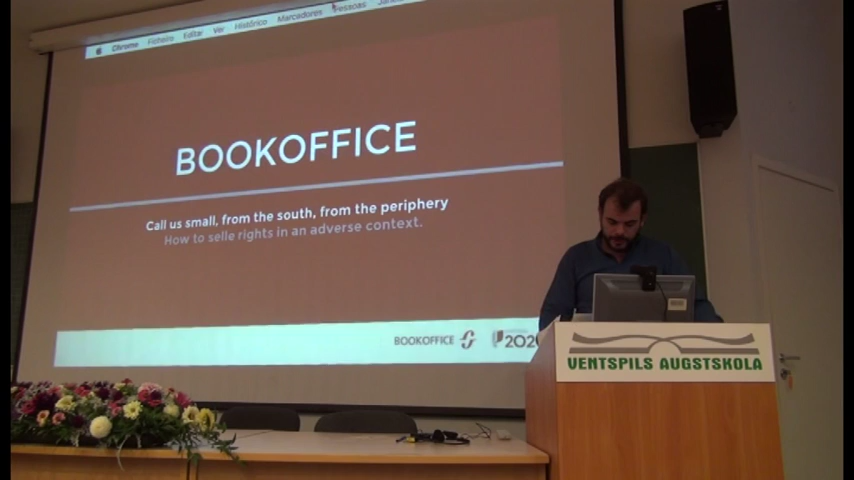 Chrome Ficheiro Editar Ver Histórico Marcadores Pessoas
BOOKOFFICE
Call us small, from the south, from the periphery
How to selle rights in an adverse context.
BOOKOFFICE
2020
VENTSPILS AUGSTSKOLA